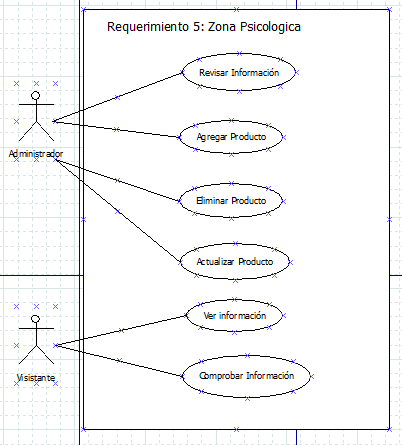 Requerimiento 5: Zona Psicologica
Revisar Información
Agregar Producto
Administrador
Eliminar Producto
Actualizar Producto
Ver información
Visistante
Comprobar Información